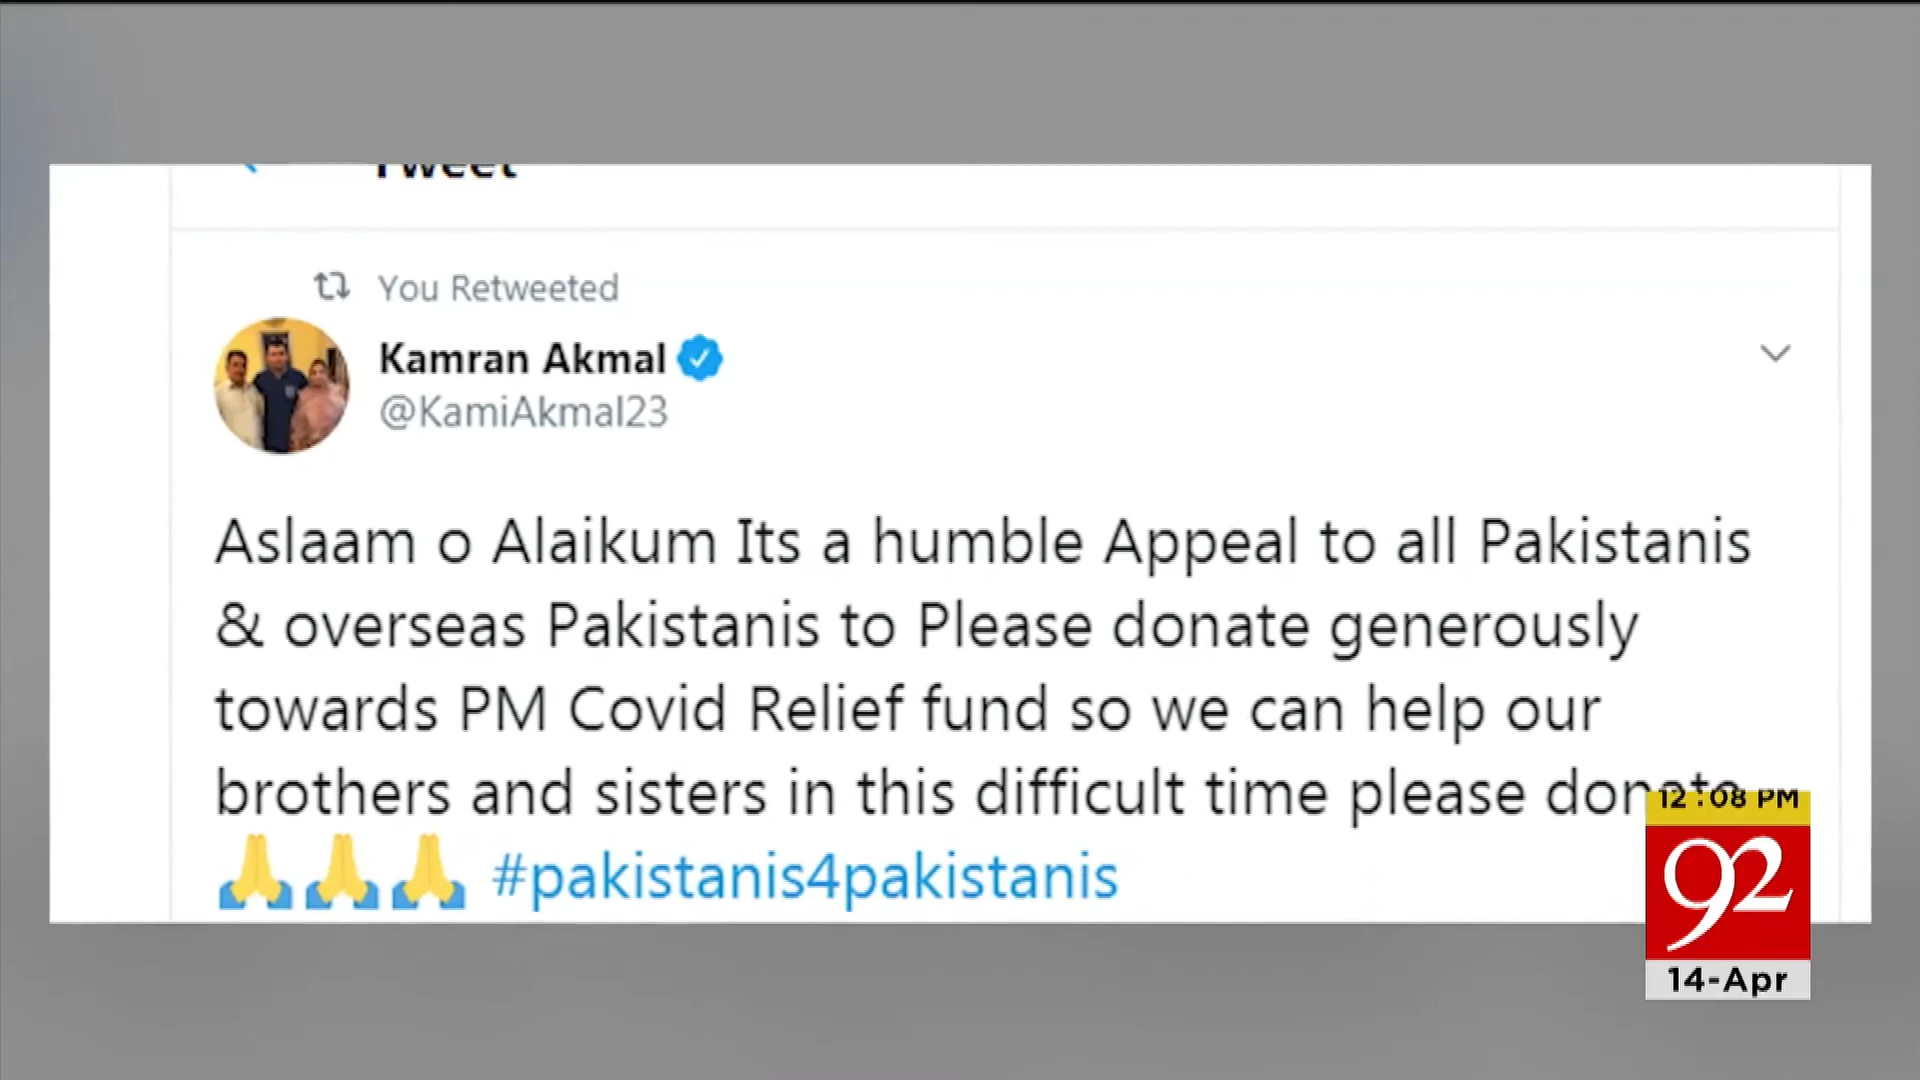 Tweet
You Retweeted
Kamran Akmal
@KamiAkmal23
Aslaam o Alaikum Its a humble Appeal to all Pakistanis
& overseas Pakistanis to Please donate generously
towards PM Covid Relief fund so we can help our
brothers and sisters in this difficult time please donate
🙏🙏🙏 #pakistanis4pakistanis
12:08 PM
92
14-Apr